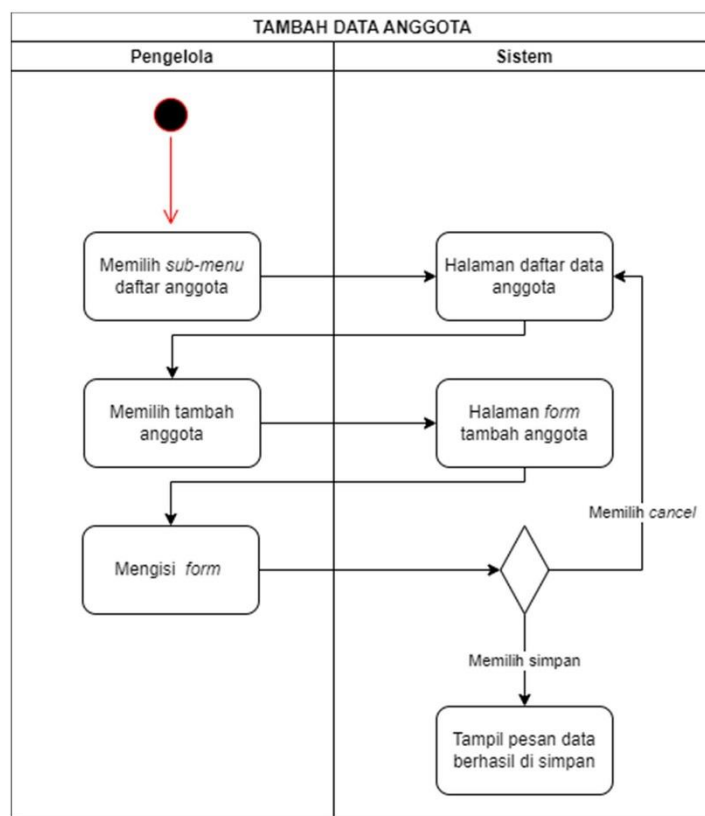 TAMBAH DATA ANGGOTA
Pengelola
Sistem
Memilih sub-menu
daftar anggota
Halaman daftar data
anggota
Memilih tambah
anggota
Halaman form
tambah anggota
Memilih cancel
Mengisi form
Memilih simpan
Tampil pesan data
berhasil di simpan